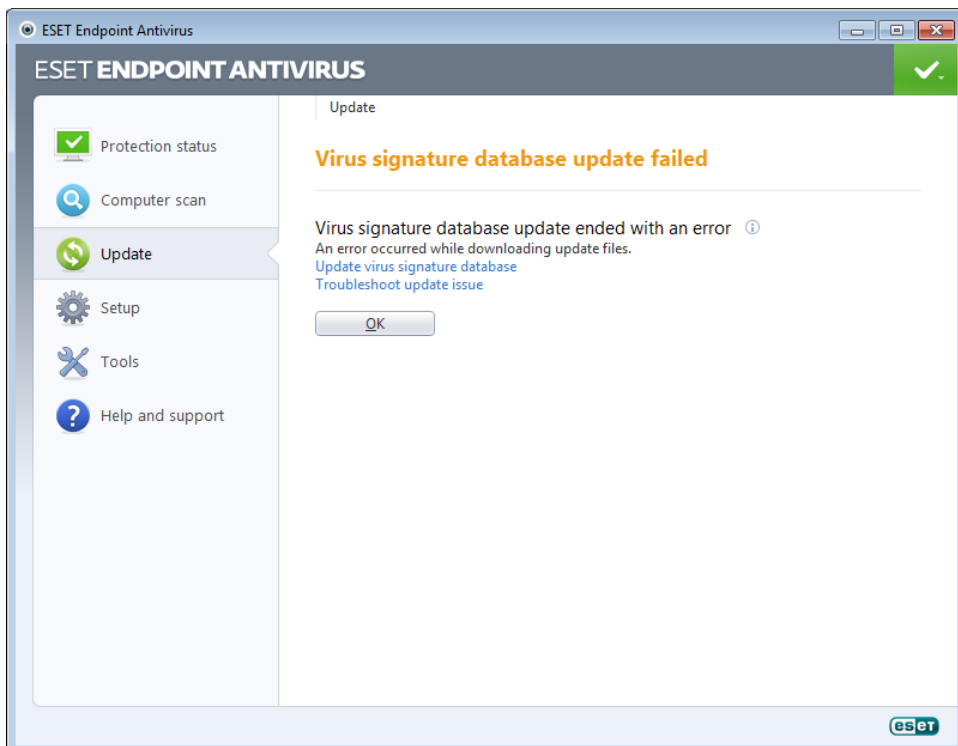 ESET Endpoint Antivirus
ESET ENDPOINT ANTIVIRUS
Update
Protection status
Computer scan
Update
Setup
Tools
Help and support
Virus signature database update failed
Virus signature database update ended with an error
An error occurred while downloading update files.
Update virus signature database
Troubleshoot update issue
OK
eseT